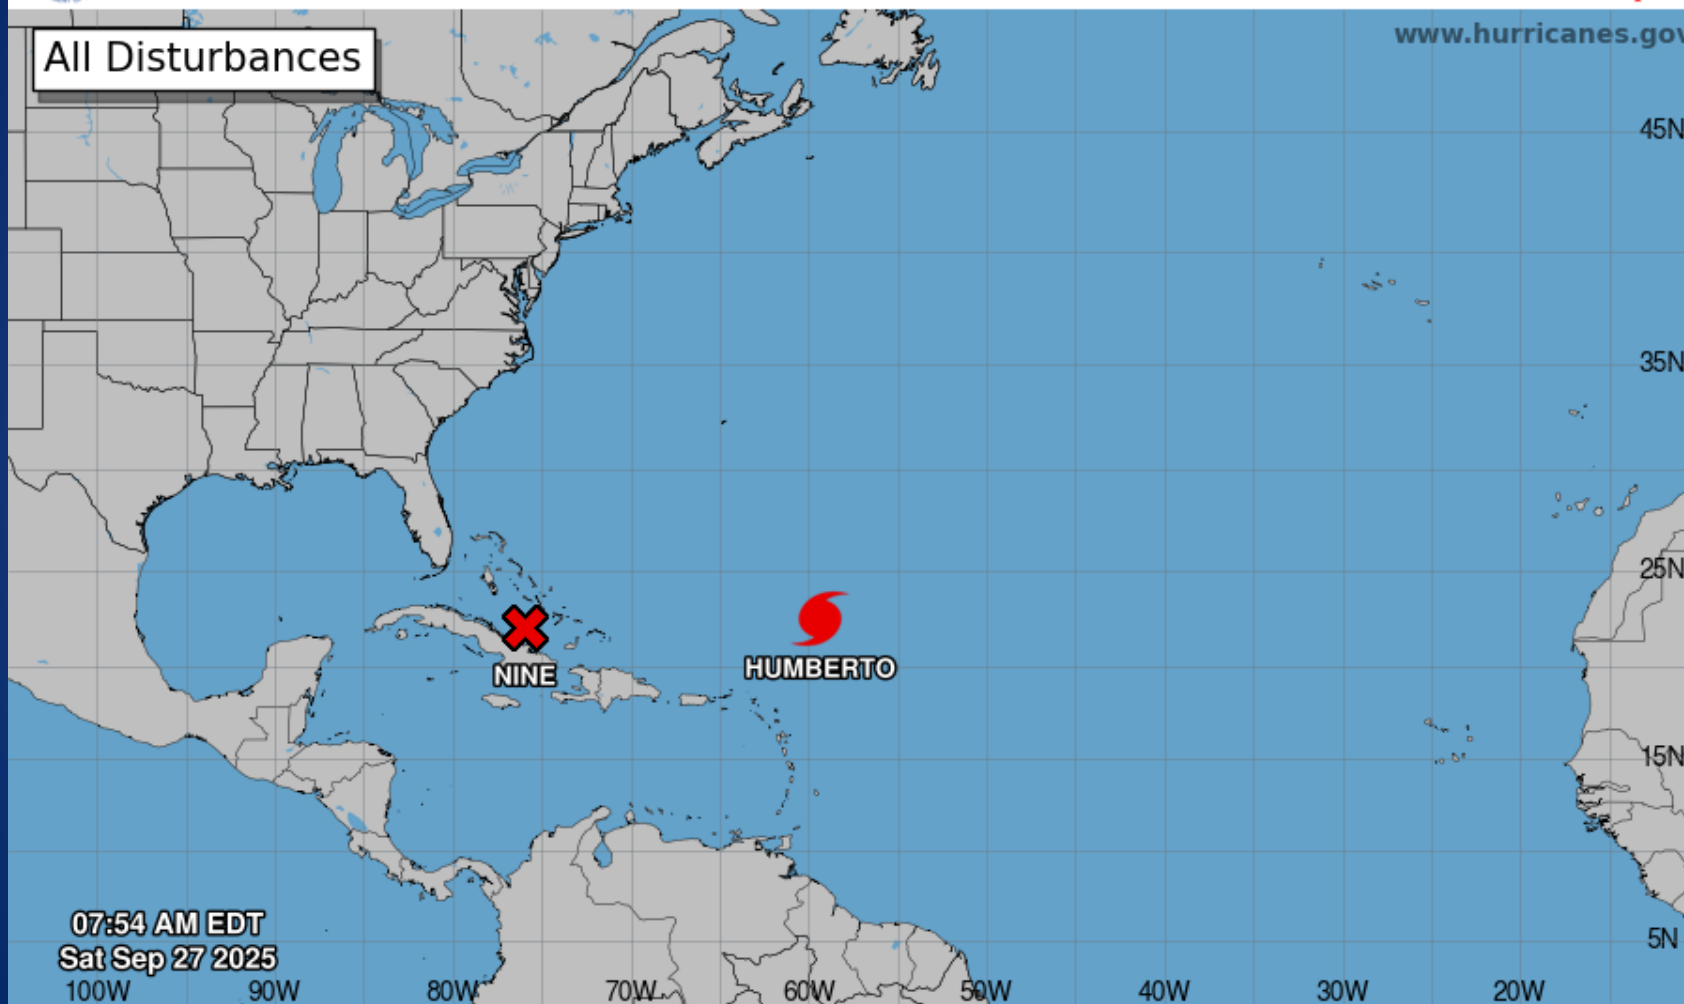 All Disturbances
www.hurricanes.gov
45N
35N
25N
NINE
HUMBERTO
15N
07:54 AM EDT
Sat Sep 27 2025
5N
100W 90W 80W 70W 60W 50W 40W 30W 20W